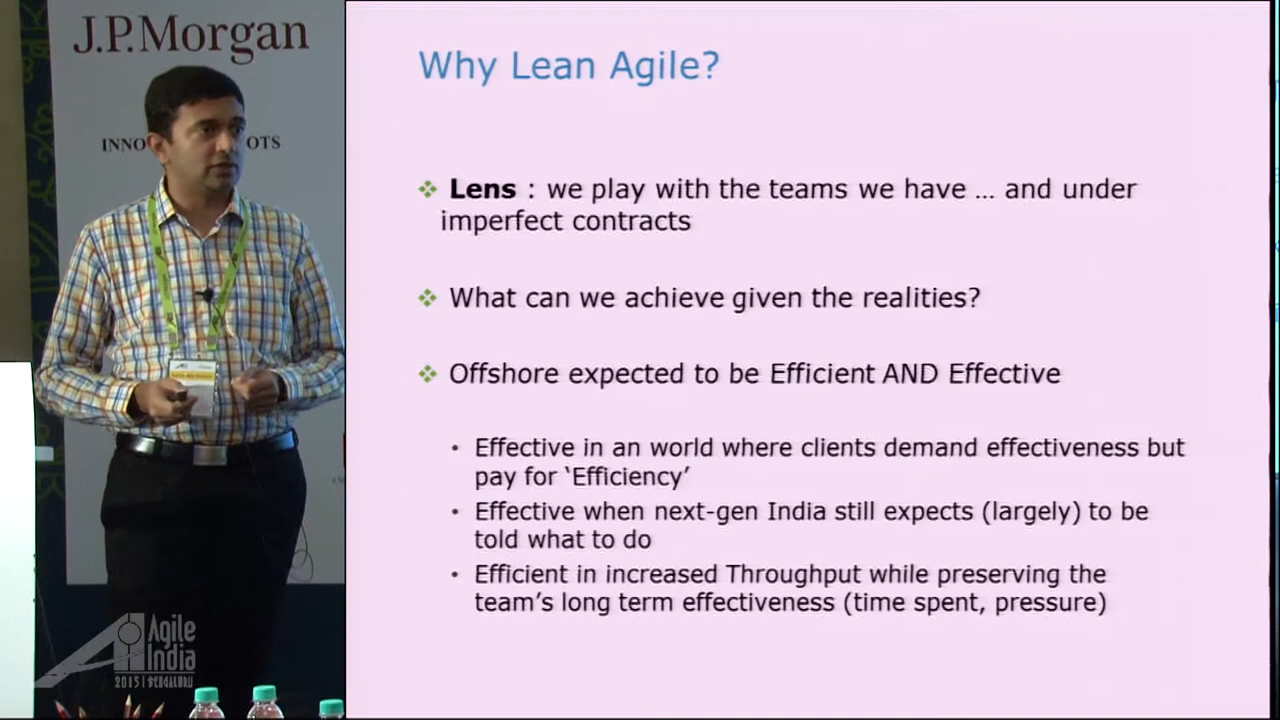 J.P.Morgan
INNO
OTS
Why Lean Agile?
Lens : we play with the teams we have ... and under
imperfect contracts
What can we achieve given the realities?
Offshore expected to be Efficient AND Effective
• Effective in an world where clients demand effectiveness but
pay for ‘Efficiency’
• Effective when next-gen India still expects (largely) to be
told what to do
• Efficient in increased Throughput while preserving the
team’s long term effectiveness (time spent, pressure)
Agile
India
2015 | BENGALURU